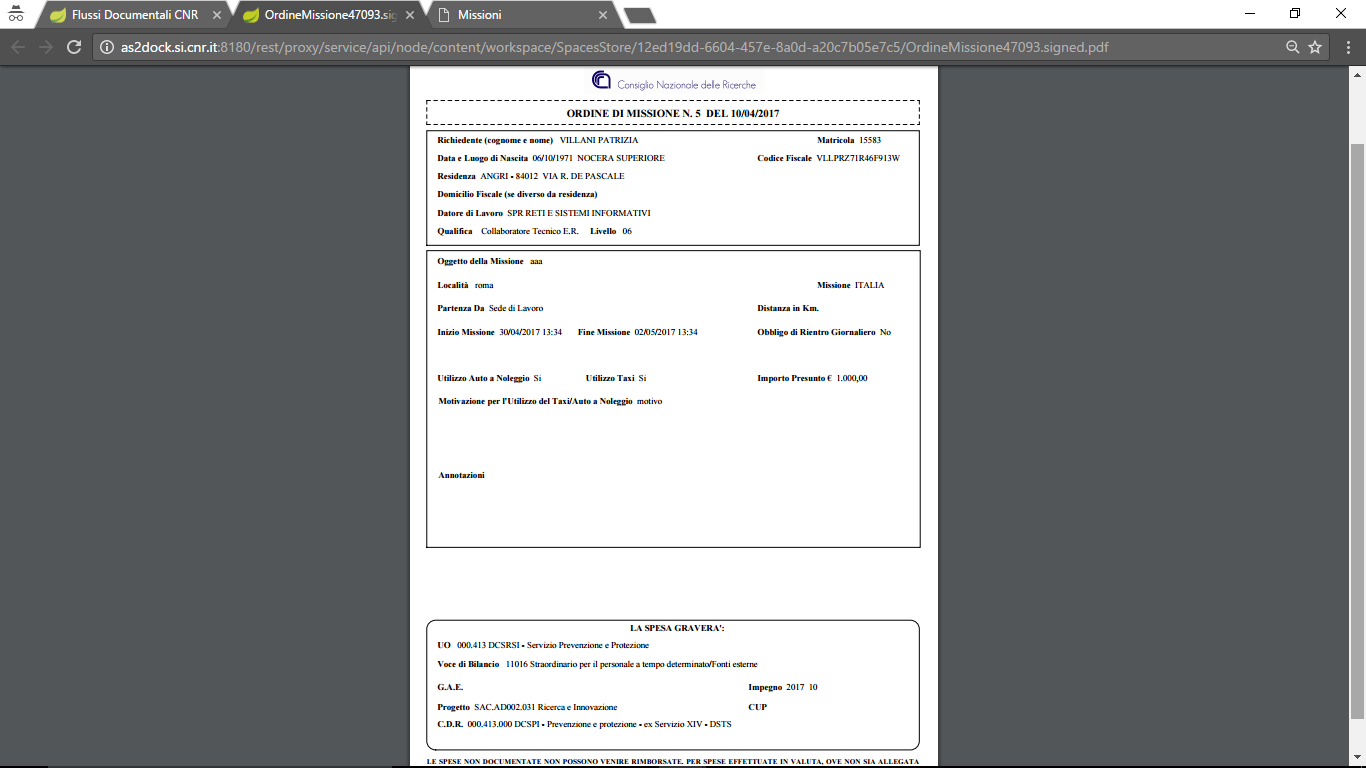 Flussi Documentali CNR
OrdineMissione47093.sig
Missioni
as2dock.si.cnr.it:8180/rest/proxy/service/api/node/content/workspace/SpacesStore/12ed19dd-6604-457e-8a0d-a20c7b05e7c5/OrdineMissione47093.signed.pdf
Consiglio Nazionale delle Ricerche
ORDINE DI MISSIONE N. 5 DEL 10/04/2017
Richiedente (cognome e nome) VILLANI PATRIZIA Matricola 15583
Data e Luogo di Nascita 06/10/1971 NOCERA SUPERIORE Codice Fiscale VLLPRZ71R46F913W
Residenza ANGRI - 84012 VIA R. DE PASCALE
Domicilio Fiscale (se diverso da residenza)
Datore di Lavoro SPR RETI E SISTEMI INFORMATIVI
Qualifica Collaboratore Tecnico E.R. Livello 06
Oggetto della Missione aaa
Località roma Missione ITALIA
Partenza Da Sede di Lavoro Distanza in Km.
Inizio Missione 30/04/2017 13:34 Fine Missione 02/05/2017 13:34 Obbligo di Rientro Giornaliero No
Utilizzo Auto a Noleggio Si Utilizzo Taxi Si Importo Presunto € 1.000,00
Motivazione per l'Utilizzo del Taxi/Auto a Noleggio motivo
Annotazioni
LA SPESA GRAVERA':
UO 000.413 DCSRSI - Servizio Prevenzione e Protezione
Voce di Bilancio 11016 Straordinario per il personale a tempo determinato/Fonti esterne
G.A.E. Impegno 2017 10
Progetto SAC.AD002.031 Ricerca e Innovazione CUP
C.D.R. 000.413.000 DCSPI - Prevenzione e protezione - ex Servizio XIV - DSTS
LE SPESE NON DOCUMENTATE NON POSSONO VENIRE RIMBORSATE. PER SPESE EFFETTUATE IN VALUTA, OVE NON SIA ALLEGATA